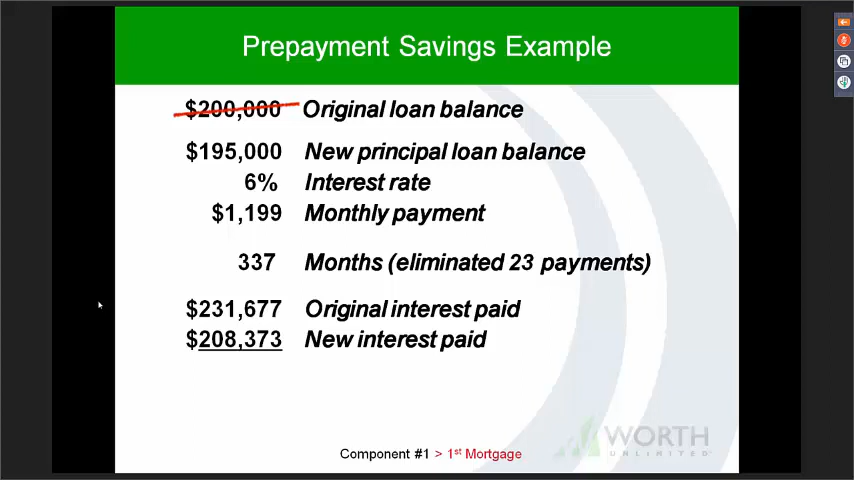 Prepayment Savings Example
$200,000 Original loan balance
$195,000 New principal loan balance
6% Interest rate
$1,199 Monthly payment
337 Months (eliminated 23 payments)
$231,677 Original interest paid
$208,373 New interest paid
WORTH
UNLIMITED
Component #1 > 1st Mortgage